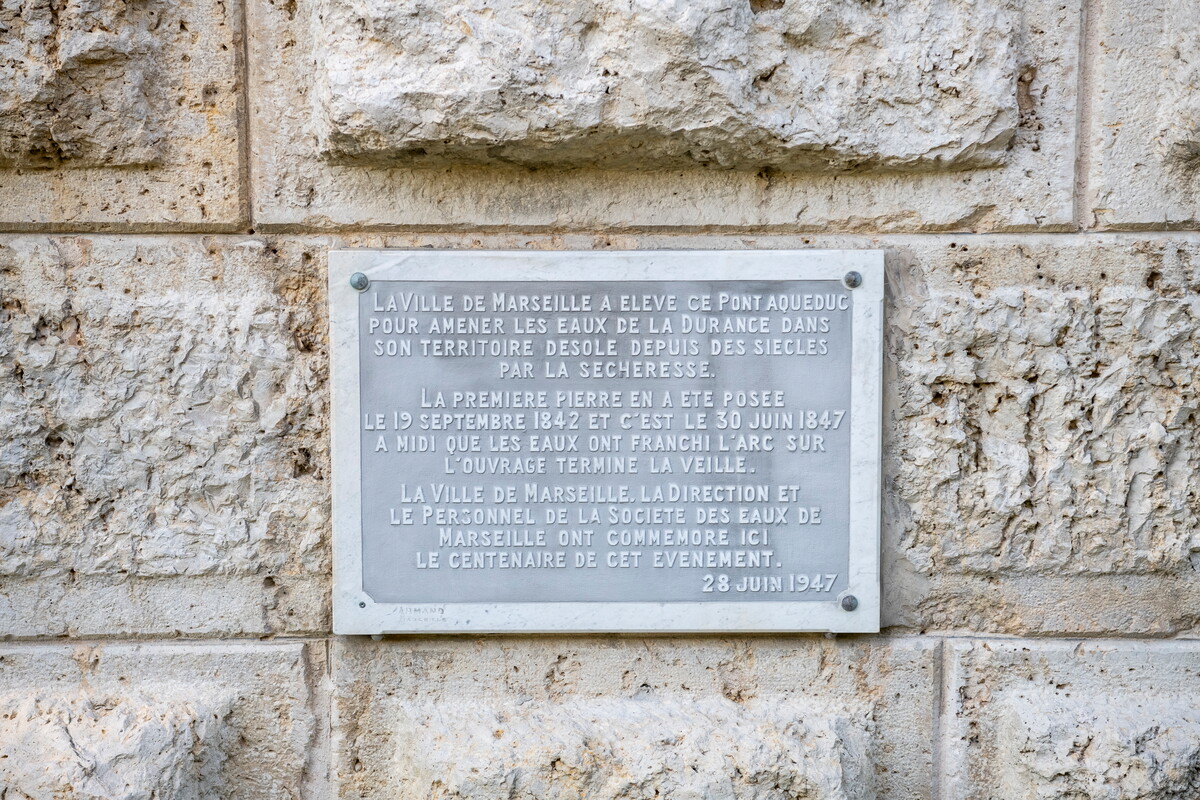 LA VILLE DE MARSEILLE A ELEVE CE PONT AQUEDUC
POUR AMENER LES EAUX DE LA DURANCE DANS
SON TERRITOIRE DESOLE DEPUIS DES SIECLES
PAR LA SECHERESSE.
LA PREMIERE PIERRE EN A ETE POSEE
LE 19 SEPTEMBRE 1842 ET C'EST LE 30 JUIN 1847
A MIDI QUE LES EAUX ONT FRANCHI L'ARC SUR
L'OUVRAGE TERMINE LA VEILLE.
LA VILLE DE MARSEILLE. LA DIRECTION ET
LE PERSONNEL DE LA SOCIETE DES EAUX DE
MARSEILLE ONT COMMEMORE ICI
LE CENTENAIRE DE CET EVENEMENT.
28 JUIN 1947